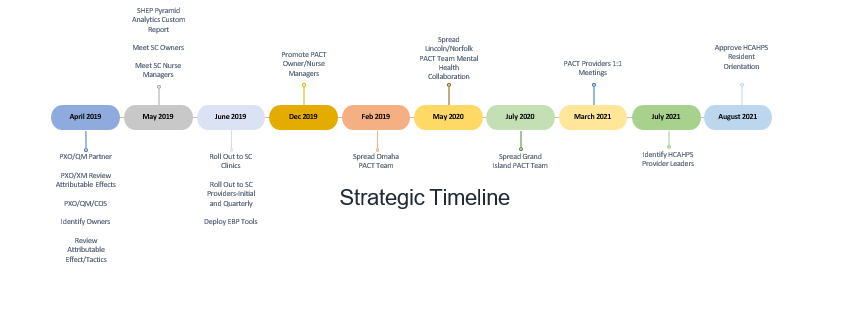 SHEP Pyramid
Analytics Custom
Report
Meet SC Owners
Meet SC Nurse
Managers
Promote PACT
Owner/Nurse
Managers
Spread
Lincoln/Norfolk
PACT Team Mental
Health
Collaboration
PACT Providers 1:1
Meetings
Approve HCAHPS
Resident
Orientation
April 2019
May 2019
June 2019
Dec 2019
Feb 2019
May 2020
July 2020
March 2021
July 2021
August 2021
PXO/QM Partner
PXO/XM Review
Attributable Effects
PXO/QM/COS
Identify Owners
Review
Attributable
Effect/Tactics
Roll Out to SC
Clinics
Roll Out to SC
Providers-Initial
and Quarterly
Deploy EBP Tools
Spread Omaha
PACT Team
Spread Grand
Island PACT Team
Identify HCAHPS
Provider Leaders
Strategic Timeline